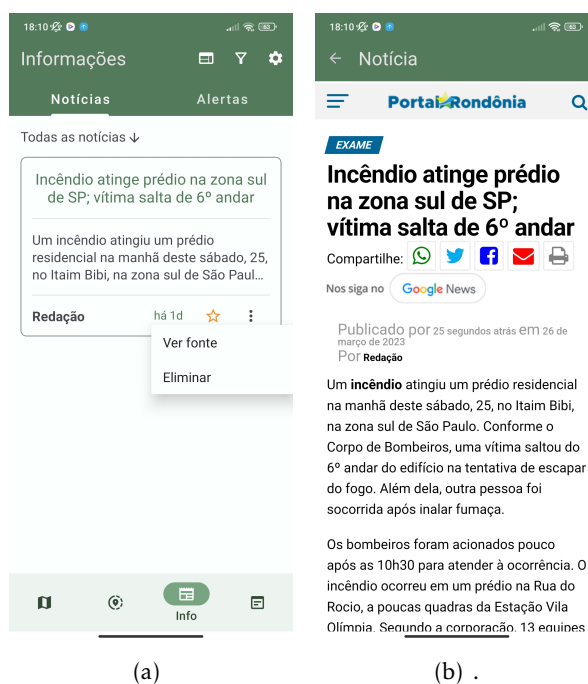 18:10
Informações
Notícias Alertas
Todas as notícias ↓
Incêndio atinge prédio na zona sul
de SP; vítima salta de 6º andar
Um incêndio atingiu um prédio
residencial na manhã deste sábado, 25,
no Itaim Bibi, na zona sul de São Paul...
Redação há 1d
Ver fonte
Eliminar
Info
(a)
18:10
← Notícia
PortalRondônia
EXAME
Incêndio atinge prédio
na zona sul de SP;
vítima salta de 6º andar
Compartilhe:
Nos siga no Google News
Publicado por 25 segundos atrás em 26 de
março de 2023
Por Redação
Um incêndio atingiu um prédio residencial
na manhã deste sábado, 25, no Itaim Bibi,
na zona sul de São Paulo. Conforme o
Corpo de Bombeiros, uma vítima saltou do
6º andar do edifício na tentativa de escapar
do fogo. Além dela, outra pessoa foi
socorrida após inalar fumaça.
Os bombeiros foram acionados pouco
após as 10h30 para atender à ocorrência. O
incêndio ocorreu em um prédio na Rua do
Rocio, a poucas quadras da Estação Vila
Olímpia. Segundo a corporação, 13 equipes
(b) .